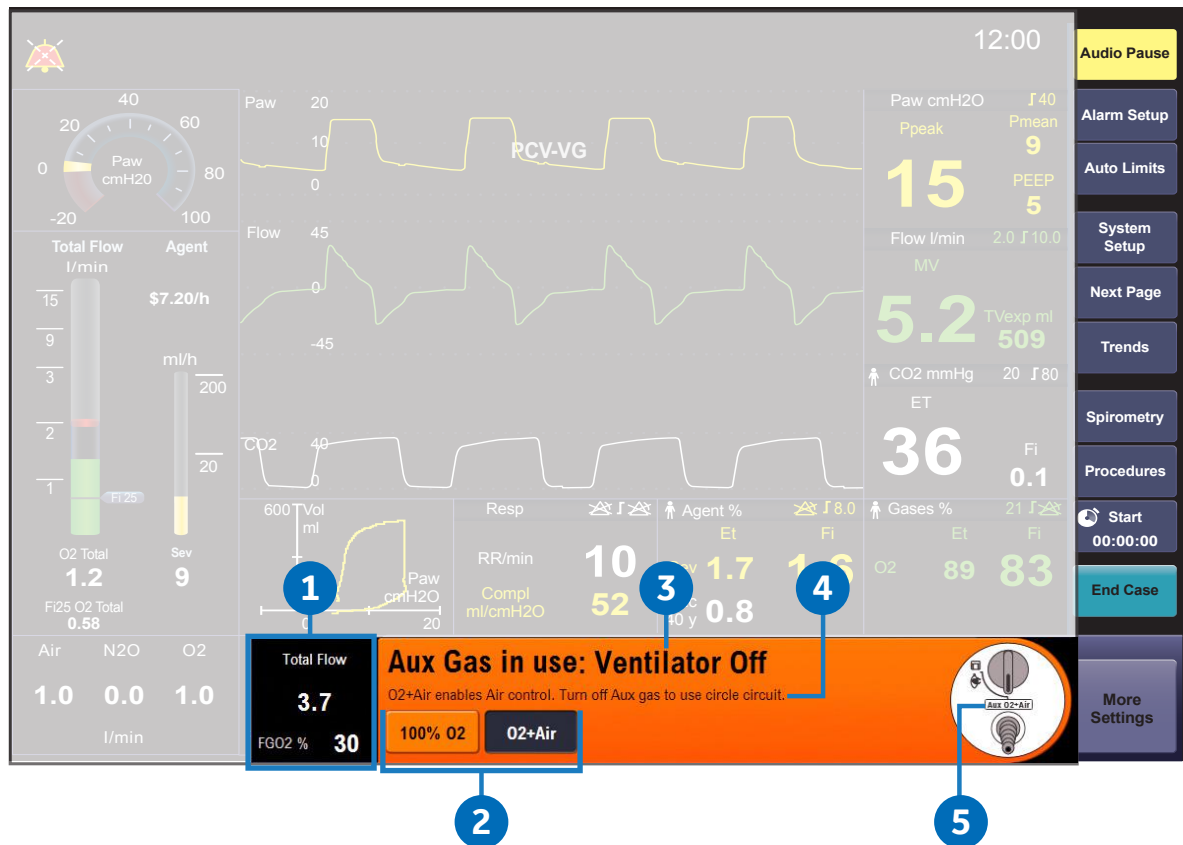 12:00
Audio Pause
Alarm Setup
Auto Limits
System
Setup
Next Page
Trends
Spirometry
Procedures
Start
00:00:00
End Case
More
Settings
40
20
60
0
Paw
cmH20
80
-20
100
Total Flow
Agent
l/min
15
$7.20/h
9
ml/h
3
200
2
20
1
Fi 25
O2 Total
Sev
1.2
9
Fi25 O2 Total
0.58
Air
N2O
O2
1.0
0.0
1.0
l/min
Paw
20
10
PCV-VG
0
Flow
45
0
-45
CO2
40
0
Paw cmH2O
40
Ppeak
Pmean
9
15
PEEP
5
Flow l/min
2.0
10.0
MV
5.2
TVexp ml
509
CO2 mmHg
20
80
ET
36
Fi
0.1
600
Vol
ml
Paw
cmH2O
0
20
Resp
RR/min
10
Compl
ml/cmH2O
52
Agent %
8.0
Et
Fi
1.7
0.8
40 y
Gases %
21
Et
Fi
O2
89
83
1
3
4
Total Flow
3.7
FGO2 %
30
Aux Gas in use: Ventilator Off
O2+Air enables Air control. Turn off Aux gas to use circle circuit.
100% O2
O2+Air
Aux O2+Air
2
5